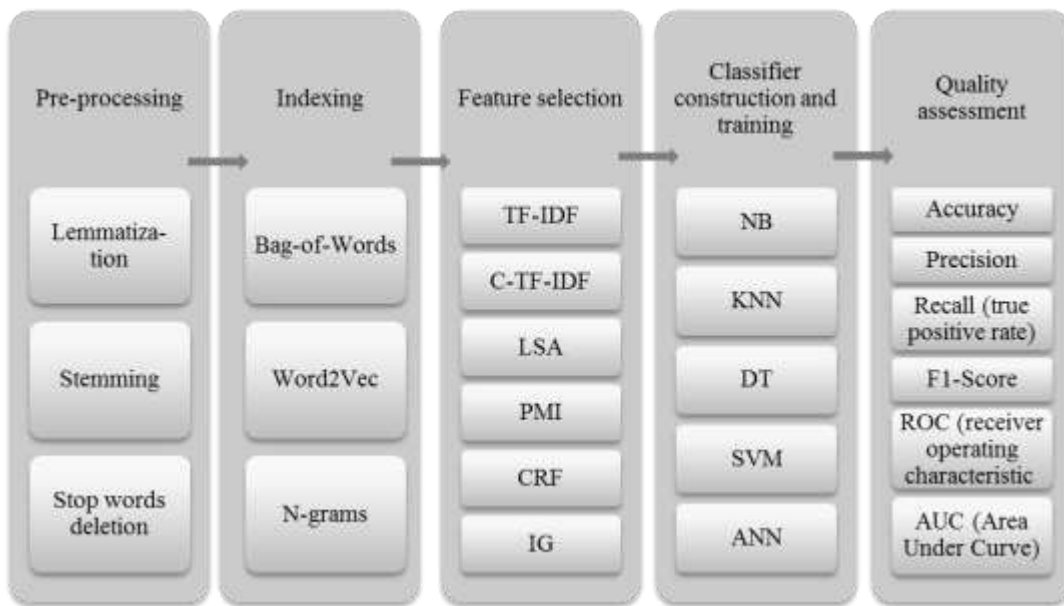 Pre-processing
Lemmatiza-
tion
Stemming
Stop words
deletion
Indexing
Bag-of-Words
Word2Vec
N-grams
Feature selection
TF-IDF
C-TF-IDF
LSA
PMI
CRF
IG
Classifier
construction and
training
NB
KNN
DT
SVM
ANN
Quality
assessment
Accuracy
Precision
Recall (true
positive rate)
F1-Score
ROC (receiver
operating
characteristic
AUC (Area
Under Curve)